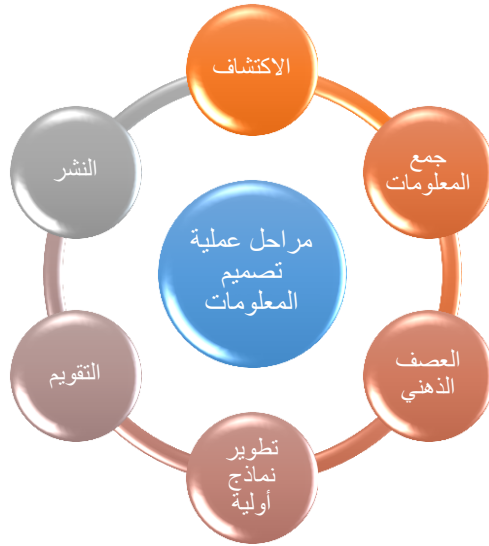 الاكتشاف
جمع
المعلومات
العصف
الذهني
تطوير
نماذج
أولية
التقويم
النشر
مراحل عملية
تصميم
المعلومات